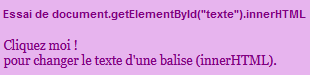 Essai de document.getElementById("texte").innerHTML
Cliquez moi !
pour changer le texte d'une balise (innerHTML).